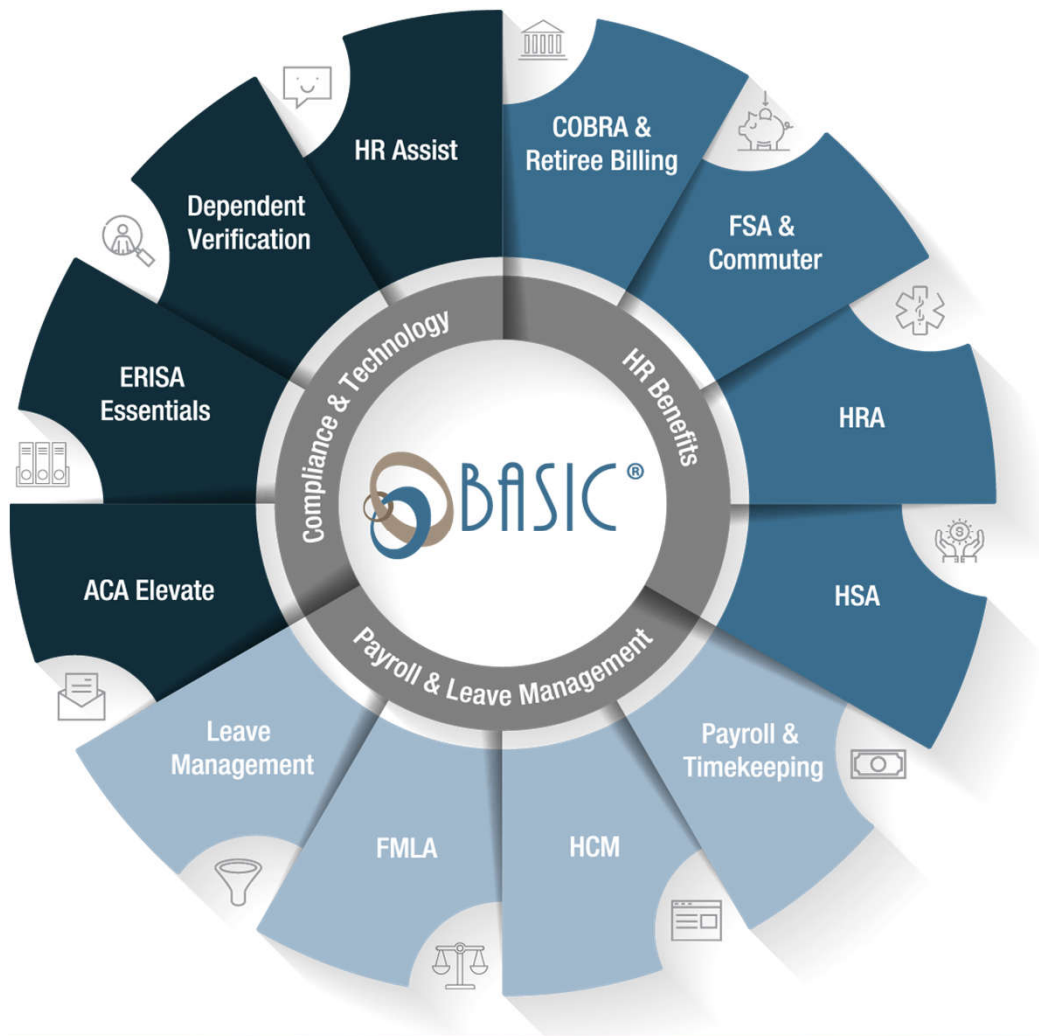 HR Assist
COBRA &
Retiree Billing
FSA &
Commuter
HRA
HSA
Payroll &
Timekeeping
HCM
FMLA
Leave
Management
ACA Elevate
ERISA
Essentials
Dependent
Verification
Compliance & Technology
HR Benefits
Payroll & Leave Management
BASIC®